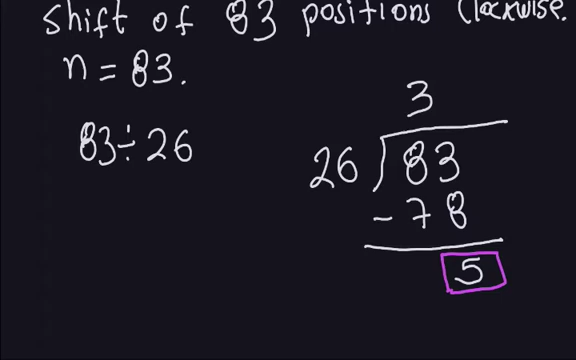 shift of 83 positions Clockwise.
n = 83.
3
83 ÷ 26
26 ) 83
- 78
5